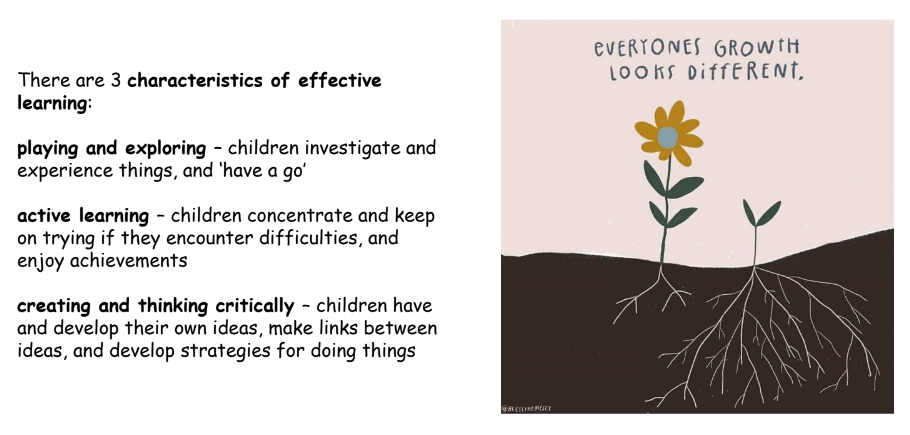 There are 3 characteristics of effective
learning:
playing and exploring – children investigate and
experience things, and ‘have a go’
active learning – children concentrate and keep
on trying if they encounter difficulties, and
enjoy achievements
creating and thinking critically – children have
and develop their own ideas, make links between
ideas, and develop strategies for doing things
EVERYONES GROWTH
LOOKS DIFFERENT.